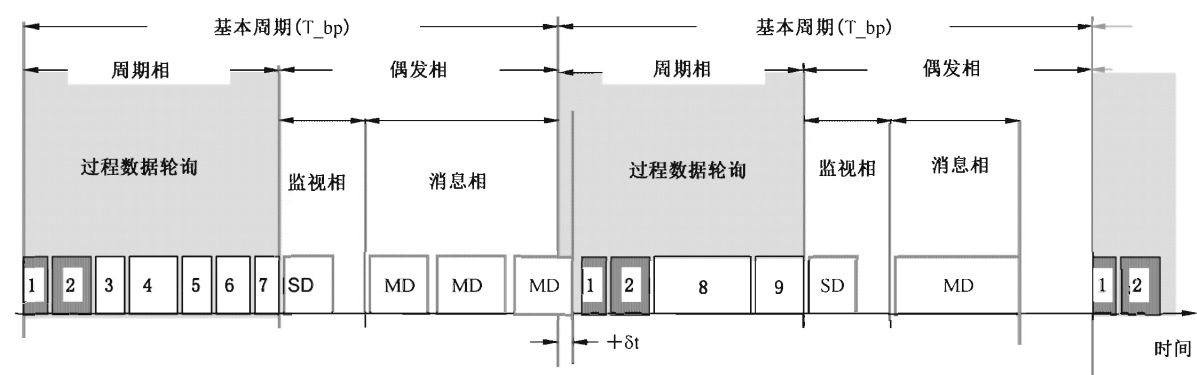 基本周期(T_bp)
基本周期(T_bp)
周期相
偶发相
周期相
偶发相
过程数据轮询
监视相
消息相
过程数据轮询
监视相
消息相
1 2 3 4 5 6 7 SD MD MD MD 1 2 8 9 SD MD 1 2
+δt
时间